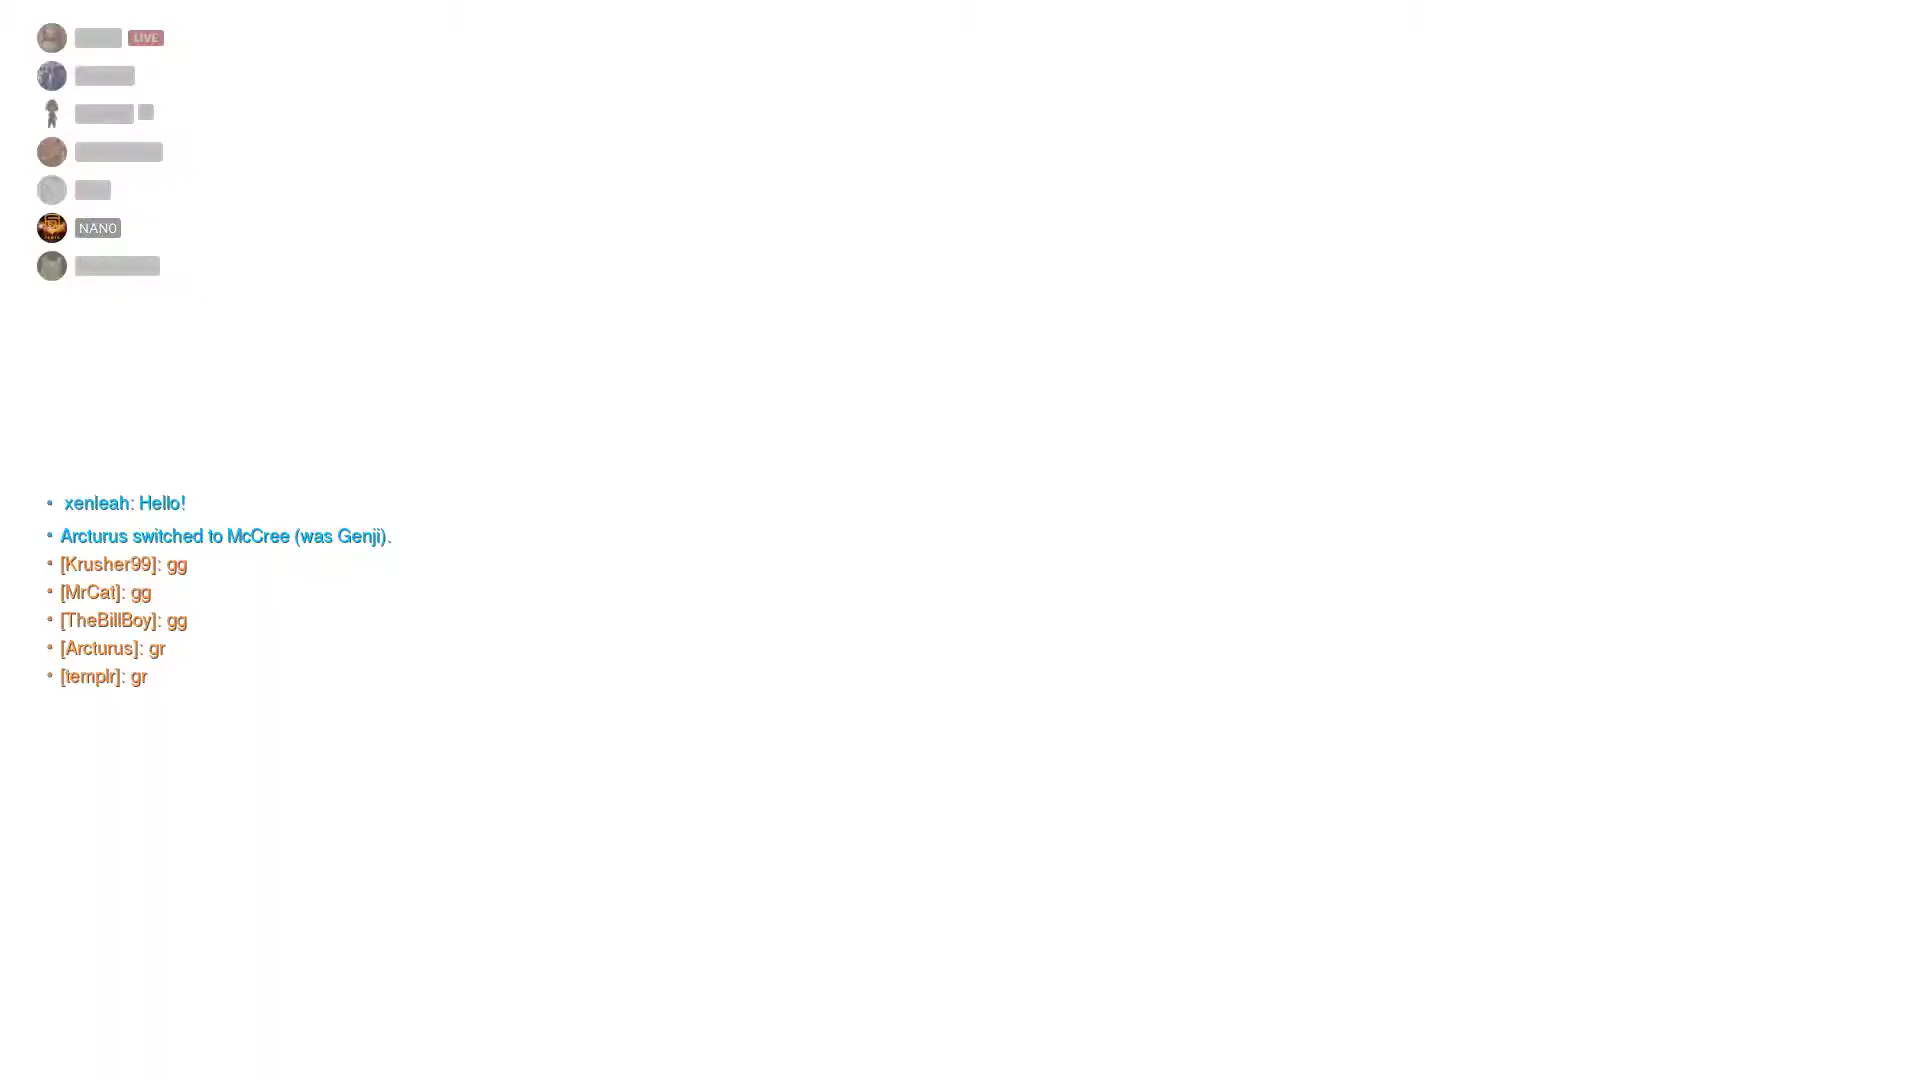 LIVE
NANO
• xenleah: Hello!
• Arcturus switched to McCree (was Genji).
• [Krusher99]: gg
• [MrCat]: gg
• [TheBillBoy]: gg
• [Arcturus]: gr
• [templr]: gr